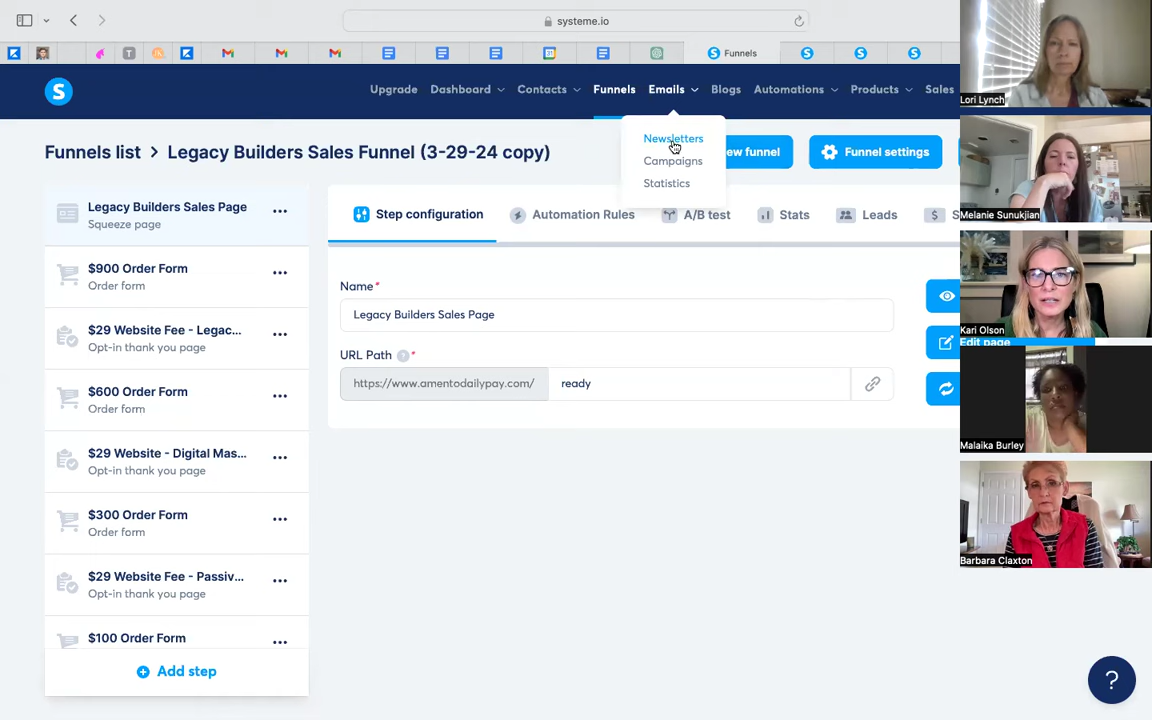 systeme.io
T
31
Funnels
S
Upgrade Dashboard Contacts Funnels Emails Blogs Automations Products Sales
Newsletters
Campaigns
Statistics
Funnels list > Legacy Builders Sales Funnel (3-29-24 copy)
ew funnel
Funnel settings
Legacy Builders Sales Page
Squeeze page
$900 Order Form
Order form
$29 Website Fee - Legac...
Opt-in thank you page
$600 Order Form
Order form
$29 Website - Digital Mas...
Opt-in thank you page
$300 Order Form
Order form
$29 Website Fee - Passiv...
Opt-in thank you page
$100 Order Form
Add step
Step configuration Automation Rules A/B test Stats Leads $ S
Name*
Legacy Builders Sales Page
URL Path ? *
https://www.amentodailypay.com/ ready
Edit page
Lori Lynch
Melanie Sunukjian
Kari Olson
Malaika Burley
Barbara Claxton
?